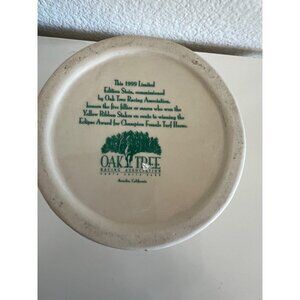 This 1999 Limited
Edition Stein, commissioned
by Oak Tree Racing Association,
honors the five fillies or mares who won the
Yellow Ribbon Stakes en route to winning the
Eclipse Award for Champion Female Turf Horse.
OAK TREE
RACING ASSOCIATION
Arcadia, California